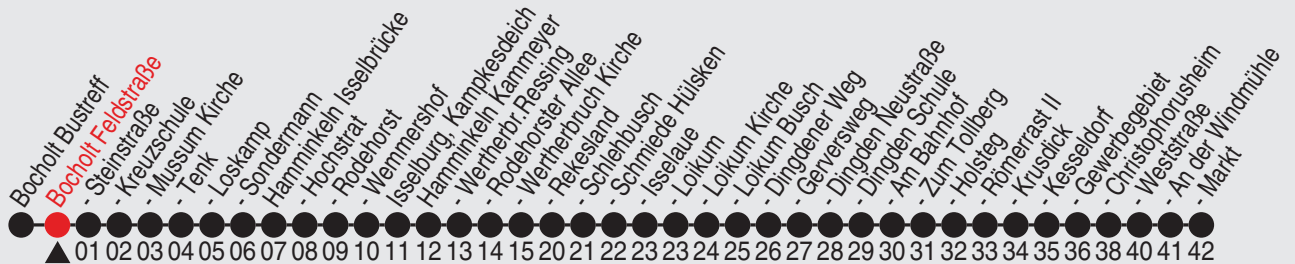 Bocholt Bustreff
Bocholt Feldstraße
- Steinstraße
- Kreuzschule
- Mussum Kirche
- Tenk
- Loskamp
- Sondermann
Hamminkeln Isselbrücke
- Hochstrat
- Rodehorst
- Wemmershof
Isselburg, Kampkesdeich
Hamminkeln Kammeyer
- Wertherbr.Ressing
- Rodehorster Allee
- Wertherbruch Kirche
- Rekesland
- Schlehbusch
- Schmiede Hülsken
- Isselaue
- Loikum
- Loikum Kirche
- Loikum Busch
- Dingdener Weg
- Gerversweg
- Dingden Neustraße
- Dingden Schule
- Am Bahnhof
- Zum Tollberg
- Holsteg
- Römerrast II
- Krusdick
- Kesseldorf
- Gewerbegebiet
- Christophorusheim
- Weststraße
- An der Windmühle
- Markt
01 02 03 04 05 06 07 08 09 10 11 12 13 14 15 20 21 22 23 23 24 25 26 27 28 29 30 31 32 33 34 35 36 38 40 41 42